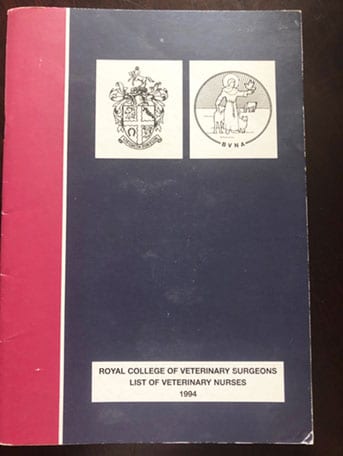 BVNA
ROYAL COLLEGE OF VETERINARY SURGEONS
LIST OF VETERINARY NURSES
1994